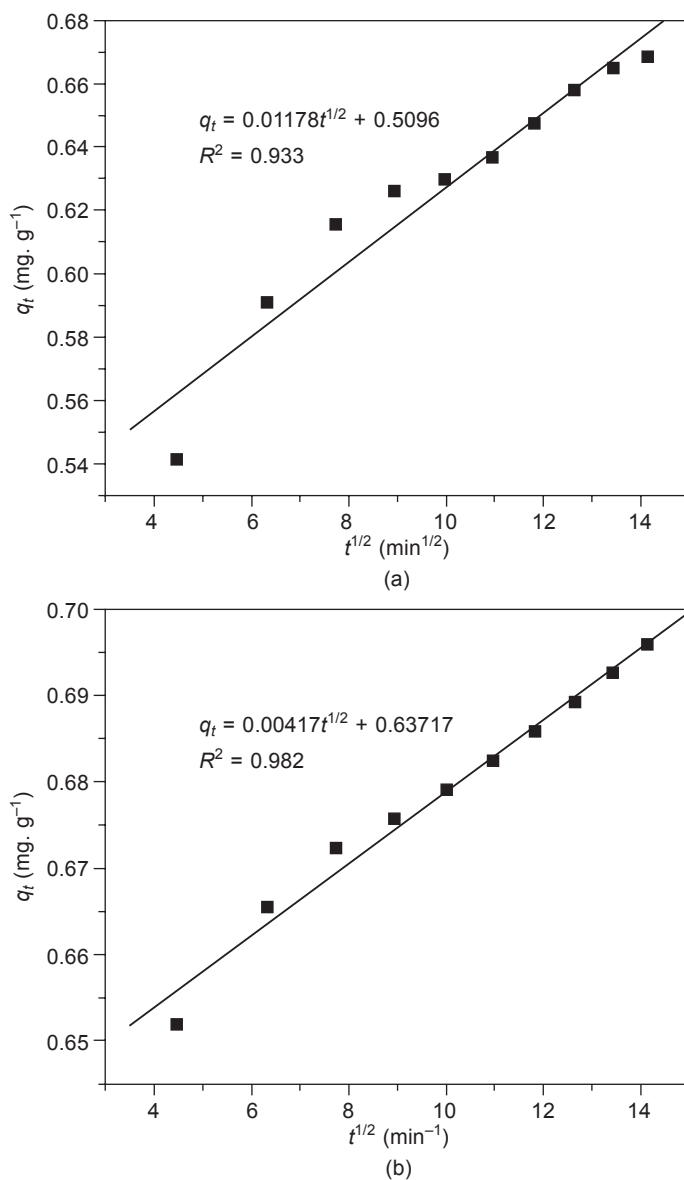 0.68
0.66
0.64
0.62
0.60
0.58
0.56
0.54
q_t (mg. g⁻¹)
q_t = 0.01178t^{1/2} + 0.5096
R² = 0.933
4 6 8 10 12 14
t^{1/2} (min^{1/2})
(a)
0.70
0.69
0.68
0.67
0.66
0.65
q_t (mg. g⁻¹)
q_t = 0.00417t^{1/2} + 0.63717
R² = 0.982
4 6 8 10 12 14
t^{1/2} (min⁻¹)
(b)